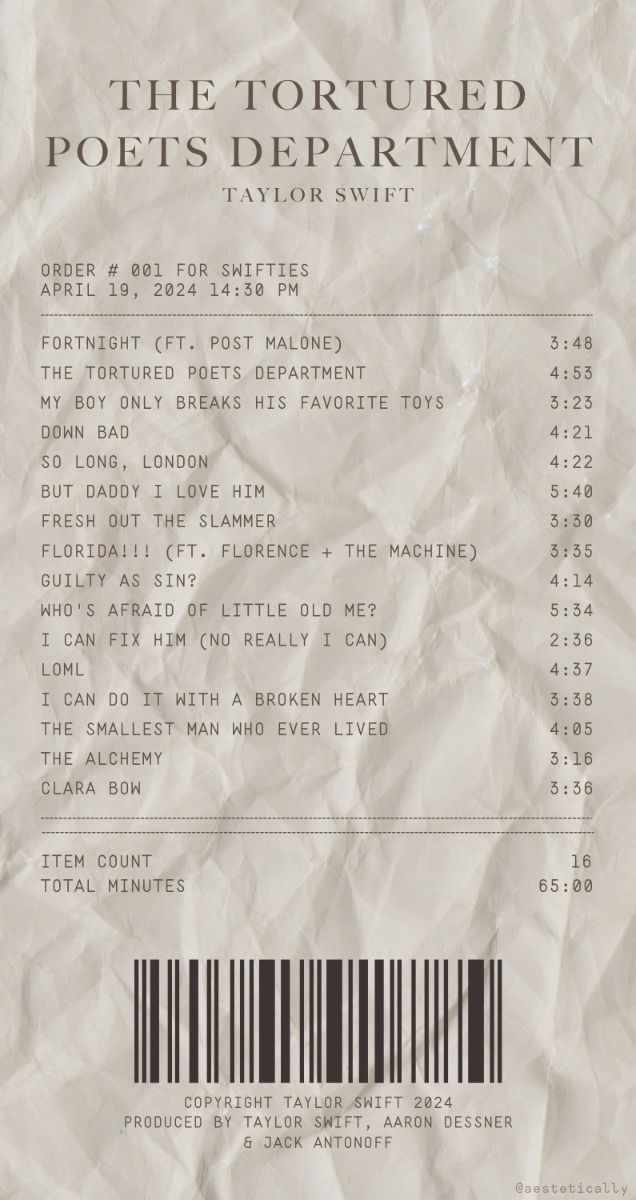 THE TORTURED
POETS DEPARTMENT
TAYLOR SWIFT
ORDER # 001 FOR SWIFTIES
APRIL 19, 2024 14:30 PM
FORTNIGHT (FT. POST MALONE) 3:48
THE TORTURED POETS DEPARTMENT 4:53
MY BOY ONLY BREAKS HIS FAVORITE TOYS 3:23
DOWN BAD 4:21
SO LONG, LONDON 4:22
BUT DADDY I LOVE HIM 5:40
FRESH OUT THE SLAMMER 3:30
FLORIDA!!! (FT. FLORENCE + THE MACHINE) 3:35
GUILTY AS SIN? 4:14
WHO'S AFRAID OF LITTLE OLD ME? 5:34
I CAN FIX HIM (NO REALLY I CAN) 2:36
LOML 4:37
I CAN DO IT WITH A BROKEN HEART 3:38
THE SMALLEST MAN WHO EVER LIVED 4:05
THE ALCHEMY 3:16
CLARA BOW 3:36
ITEM COUNT 16
TOTAL MINUTES 65:00
COPYRIGHT TAYLOR SWIFT 2024
PRODUCED BY TAYLOR SWIFT, AARON DESSNER
& JACK ANTONOFF
@aestetically